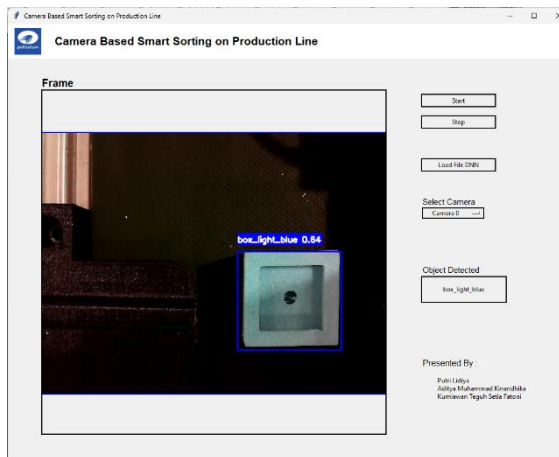 Camera Based Smart Sorting on Production Line
Camera Based Smart Sorting on Production Line
Frame
Start
Stop
Load File DNN
box_light_blue 0.64
Select Camera
Camera 0
Object Detected
box_light_blue
Presented By :
Putri Lidiya
Aditya Muhammad Kinandhika
Kurniawan Teguh Setia Fatoni